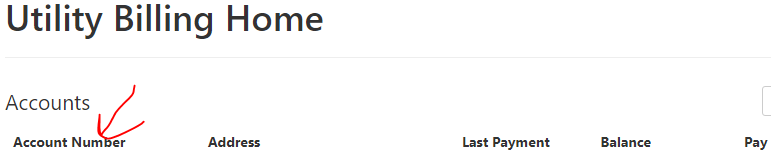 Utility Billing Home
Accounts
Account Number Address Last Payment Balance Pay